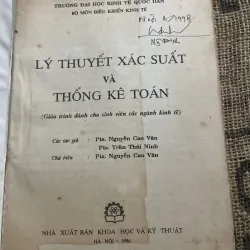 TRƯỜNG ĐẠI HỌC KINH TẾ QUỐC DÂN
BỘ MÔN ĐIỀU KHIỂN KINH TẾ
LÝ THUYẾT XÁC SUẤT
VÀ
THỐNG KÊ TOÁN
(Giáo trình dành cho sinh viên các ngành kinh tế)
Các tác giả : Pts. Nguyễn Cao Văn
Pts. Trần Thái Ninh
Chủ biên : Pts. Nguyễn Cao Văn
NHÀ XUẤT BẢN KHOA HỌC VÀ KỸ THUẬT
HÀ NỘI - 1996